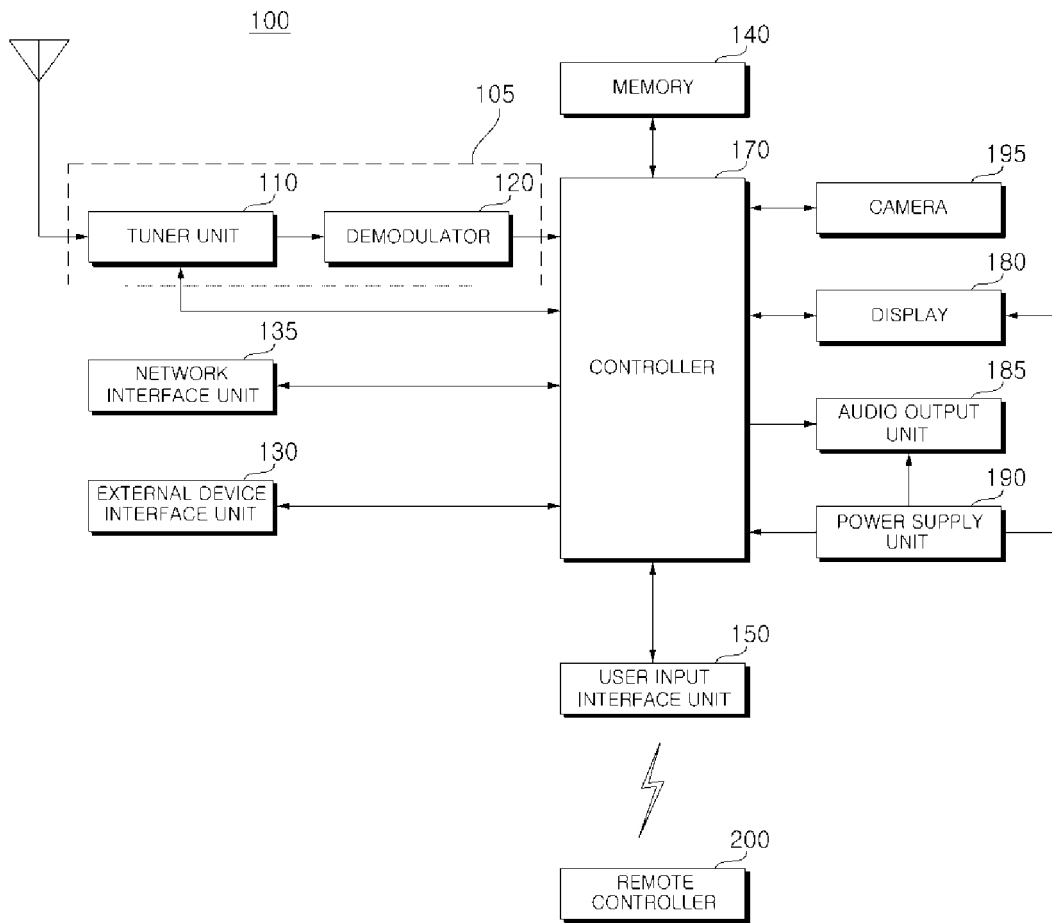 100
140
MEMORY
105
170
195
110
120
CAMERA
TUNER UNIT
DEMODULATOR
180
DISPLAY
135
NETWORK
INTERFACE UNIT
CONTROLLER
185
AUDIO OUTPUT
UNIT
130
EXTERNAL DEVICE
INTERFACE UNIT
190
POWER SUPPLY
UNIT
150
USER INPUT
INTERFACE UNIT
200
REMOTE
CONTROLLER